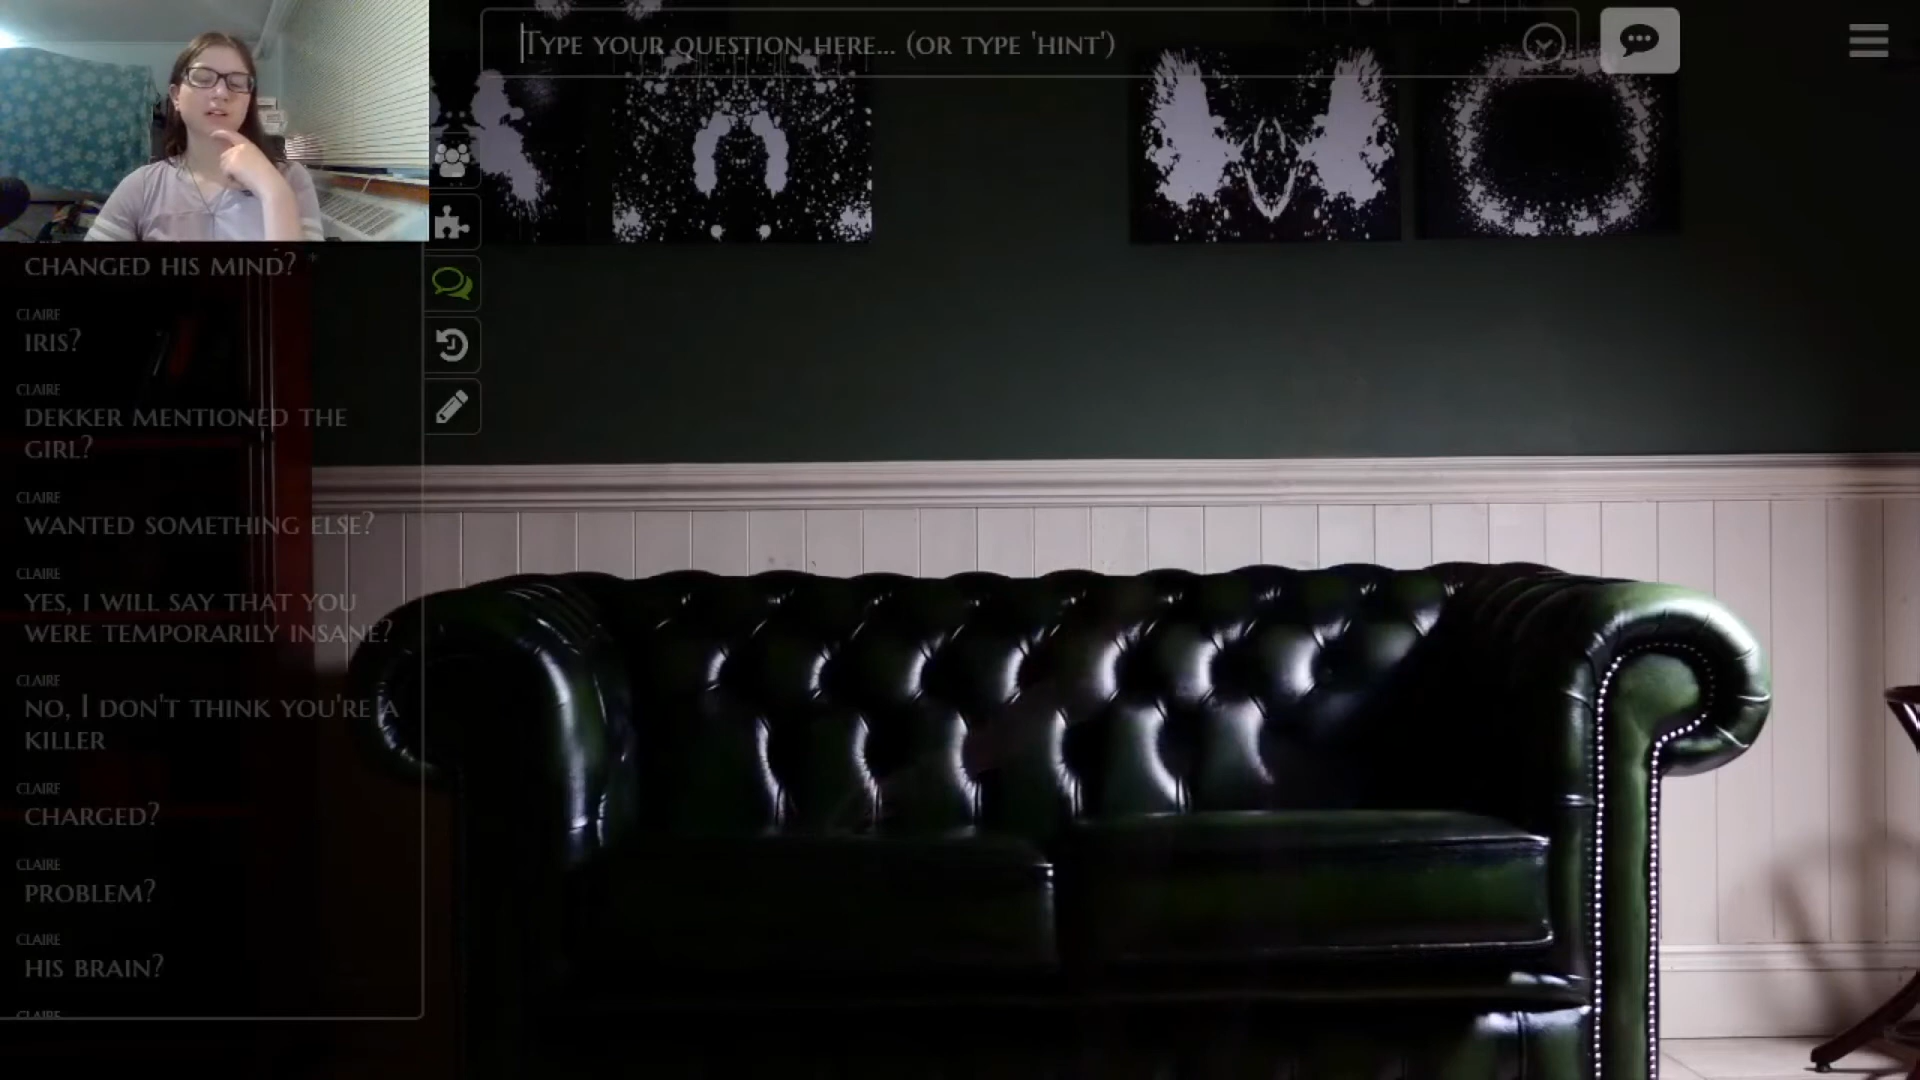 Type your question here... (or type 'hint')
CHANGED HIS MIND? *
CLAIRE
IRIS?
CLAIRE
DEKKER MENTIONED THE
GIRL?
CLAIRE
WANTED SOMETHING ELSE?
CLAIRE
YES, I WILL SAY THAT YOU
WERE TEMPORARILY INSANE?
CLAIRE
NO, I DON'T THINK YOU'RE A
KILLER
CLAIRE
CHARGED?
CLAIRE
PROBLEM?
CLAIRE
HIS BRAIN?
CLAIRE